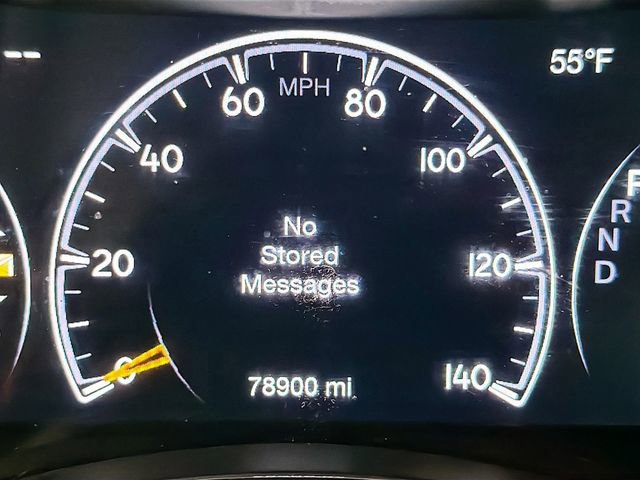 --
55°F
MPH
0
20
40
60
80
100
120
140
No
Stored
Messages
78900 mi
P
R
N
D